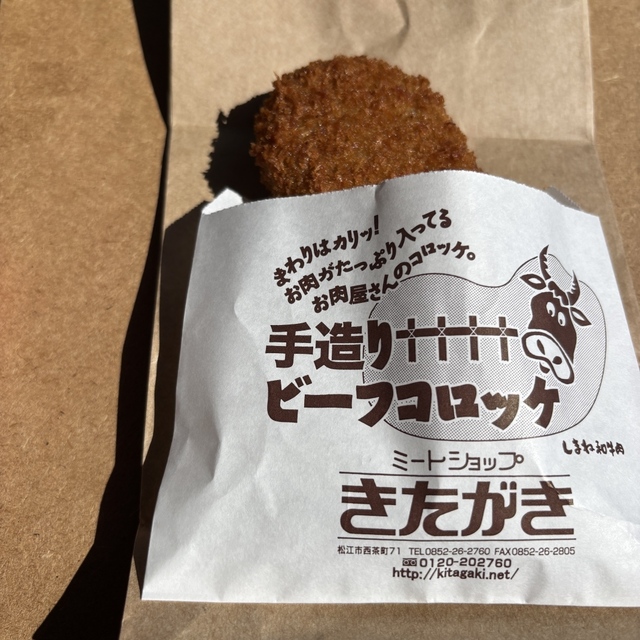 まわりはカリッ!
お肉がたっぷり入ってる
お肉屋さんのコロッケ。
手造り
ビーフコロッケ
しまね和牛肉
ミートショップ
きたがき
松江市西茶町71 TEL0852-26-2760 FAX0852-26-2805
0120-202760
http://kitagaki.net/